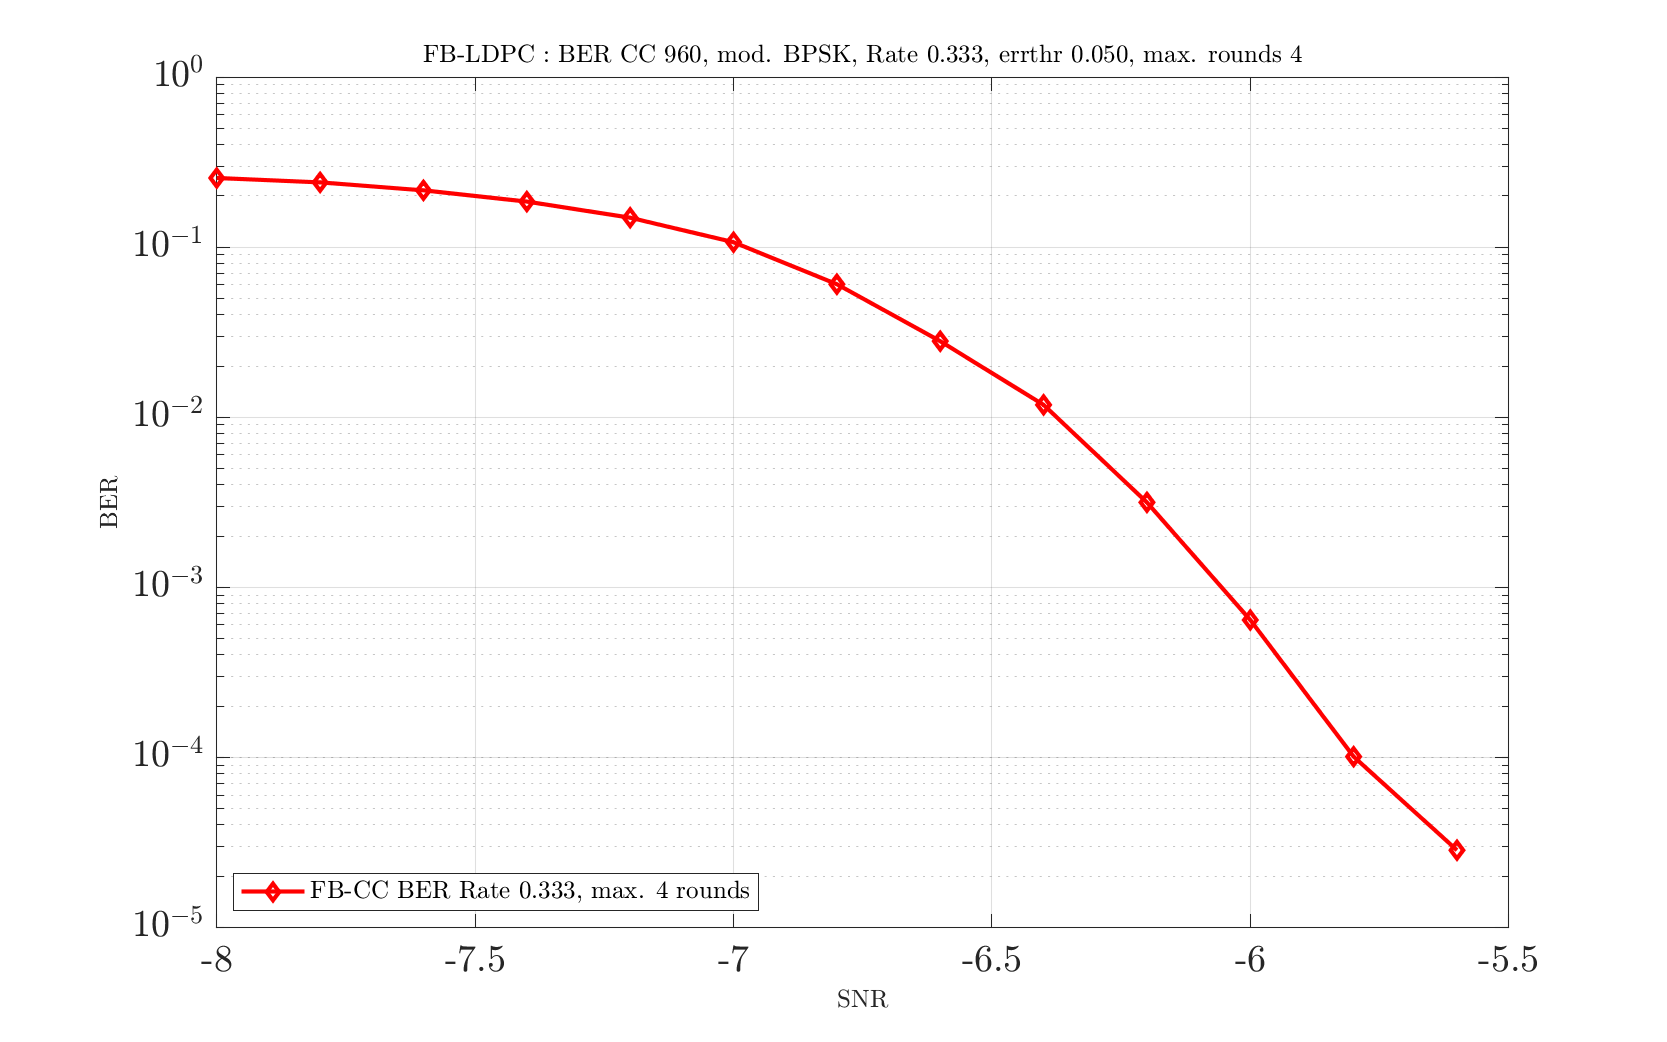 FB-LDPC : BER CC 960, mod. BPSK, Rate 0.333, errthr 0.050, max. rounds 4
10^0
10^{-1}
10^{-2}
10^{-3}
10^{-4}
10^{-5}
BER
FB-CC BER Rate 0.333, max. 4 rounds
-8 -7.5 -7 -6.5 -6 -5.5
SNR